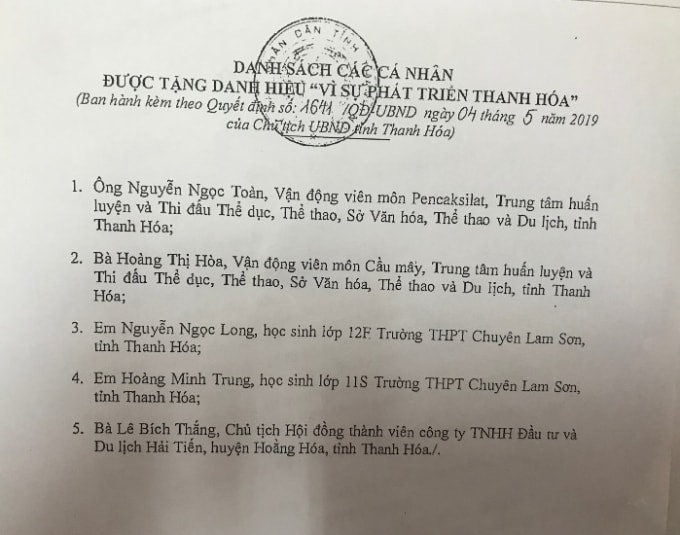 DÂN TỈNH
DANH SÁCH CÁC CÁ NHÂN
ĐƯỢC TẶNG DANH HIỆU “VÌ SỰ PHÁT TRIỂN THANH HÓA”
(Ban hành kèm theo Quyết định số: 1641 /QĐ-UBND ngày 04 tháng 5 năm 2019
của Chủ tịch UBND tỉnh Thanh Hóa)
1. Ông Nguyễn Ngọc Toàn, Vận động viên môn Pencaksilat, Trung tâm huấn
luyện và Thi đấu Thể dục, Thể thao, Sở Văn hóa, Thể thao và Du lịch, tỉnh
Thanh Hóa;
2. Bà Hoàng Thị Hòa, Vận động viên môn Cầu mây, Trung tâm huấn luyện và
Thi đấu Thể dục, Thể thao, Sở Văn hóa, Thể thao và Du lịch, tỉnh Thanh
Hóa;
3. Em Nguyễn Ngọc Long, học sinh lớp 12F Trường THPT Chuyên Lam Sơn,
tỉnh Thanh Hóa;
4. Em Hoàng Minh Trung, học sinh lớp 11S Trường THPT Chuyên Lam Sơn,
tỉnh Thanh Hóa;
5. Bà Lê Bích Thắng, Chủ tịch Hội đồng thành viên công ty TNHH Đầu tư và
Du lịch Hải Tiến, huyện Hoằng Hóa, tỉnh Thanh Hóa./.